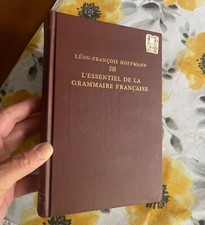 LÉON-FRANÇOIS HOFFMANN
L'ESSENTIEL DE LA
GRAMMAIRE FRANÇAISE